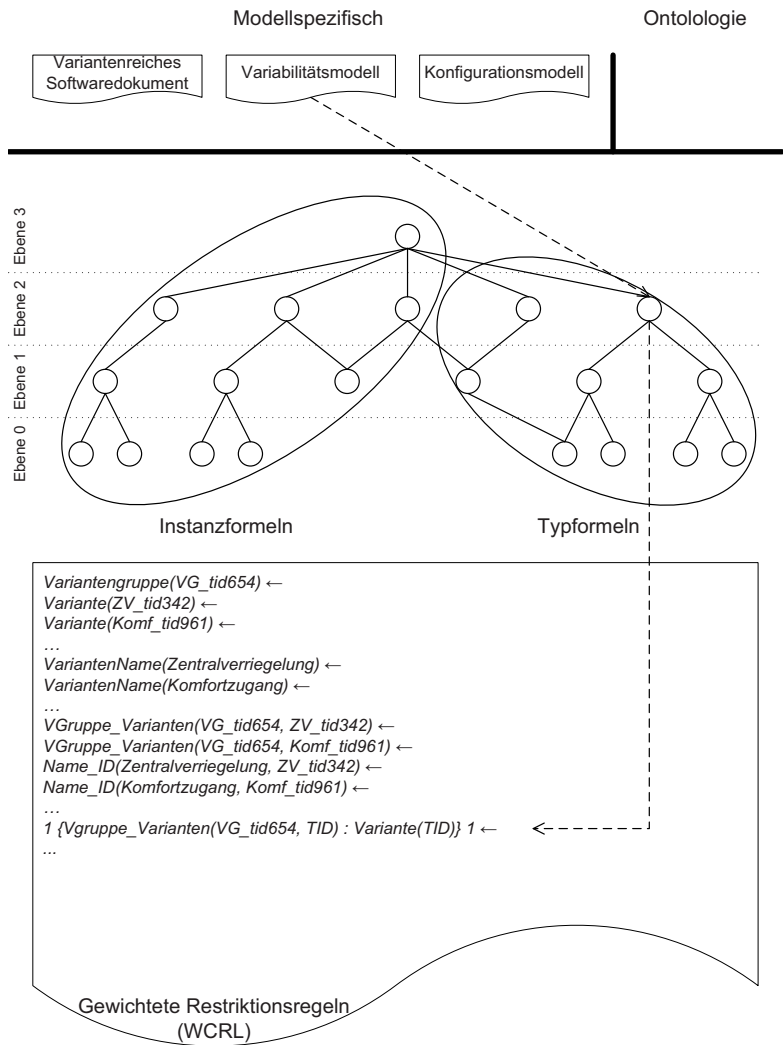 Modellspezifisch
Ontolologie
Variantenreiches
Softwaredokument
Variabilitätsmodell
Konfigurationsmodell
Ebene 3
Ebene 2
Ebene 1
Ebene 0
Instanzformeln
Typformeln
Variantengruppe(VG_tid654) ←
Variante(ZV_tid342) ←
Variante(Komf_tid961) ←
…
VariantenName(Zentralverriegelung) ←
VariantenName(Komfortzugang) ←
…
VGruppe_Varianten(VG_tid654, ZV_tid342) ←
VGruppe_Varianten(VG_tid654, Komf_tid961) ←
Name_ID(Zentralverriegelung, ZV_tid342) ←
Name_ID(Komfortzugang, Komf_tid961) ←
…
1 {Vgruppe_Varianten(VG_tid654, TID) : Variante(TID)} 1 ←
...
Gewichtete Restriktionsregeln
(WCRL)